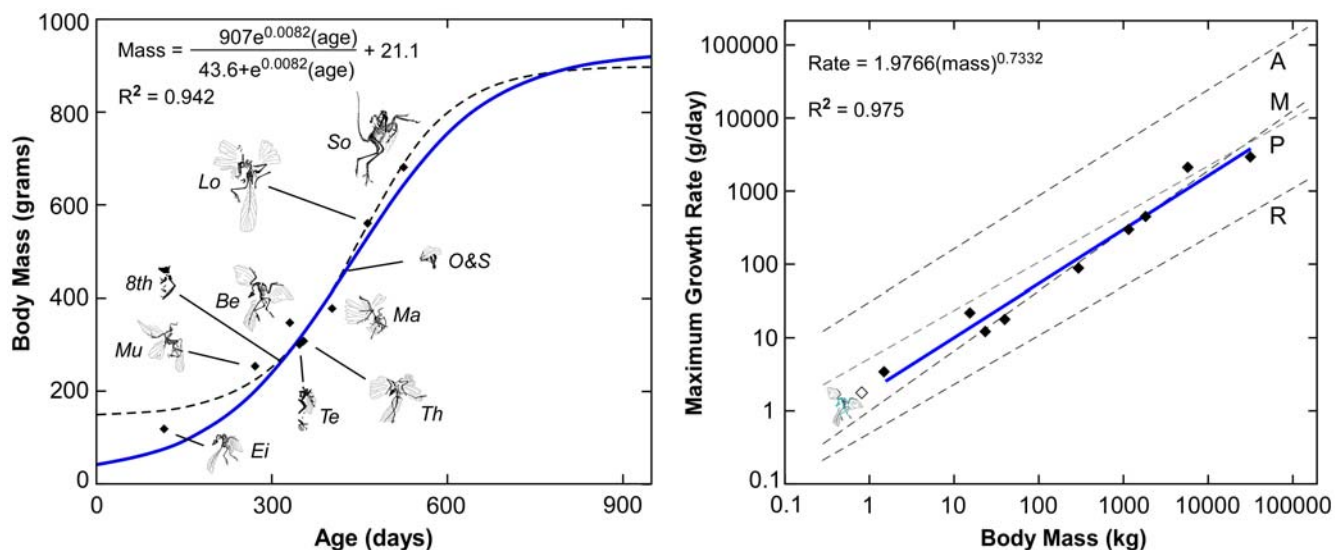 1000
800
600
400
200
0
0
300
600
900
Body Mass (grams)
Age (days)
Mass = 907e^0.0082(age) / 43.6+e^0.0082(age) + 21.1
R² = 0.942
So
Lo
O&S
8th
Be
Ma
Mu
Te
Th
Ei
100000
10000
1000
100
10
1
0.1
0.1
1
10
100
1000
10000
100000
Maximum Growth Rate (g/day)
Body Mass (kg)
Rate = 1.9766(mass)^0.7332
R² = 0.975
A
M
P
R